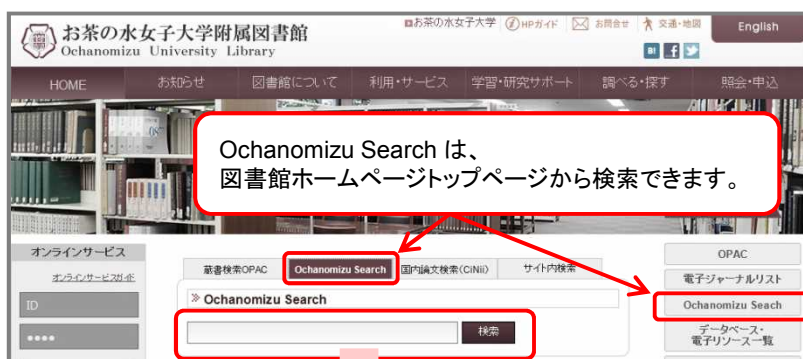 お茶の水女子大学附属図書館
Ochanomizu University Library
お茶の水女子大学 HPガイド お問合せ 交通・地図 English
B! f
HOME お知らせ 図書館について 利用・サービス 学習・研究サポート 調べる・探す 照会・申込
Ochanomizu Search は、
図書館ホームページトップページから検索できます。
オンラインサービス
オンラインサービスガイド
ID
蔵書検索OPAC Ochanomizu Search 国内論文検索(CiNii) サイト内検索
» Ochanomizu Search
検索
OPAC
電子ジャーナルリスト
Ochanomizu Seach
データベース・
電子リソース一覧